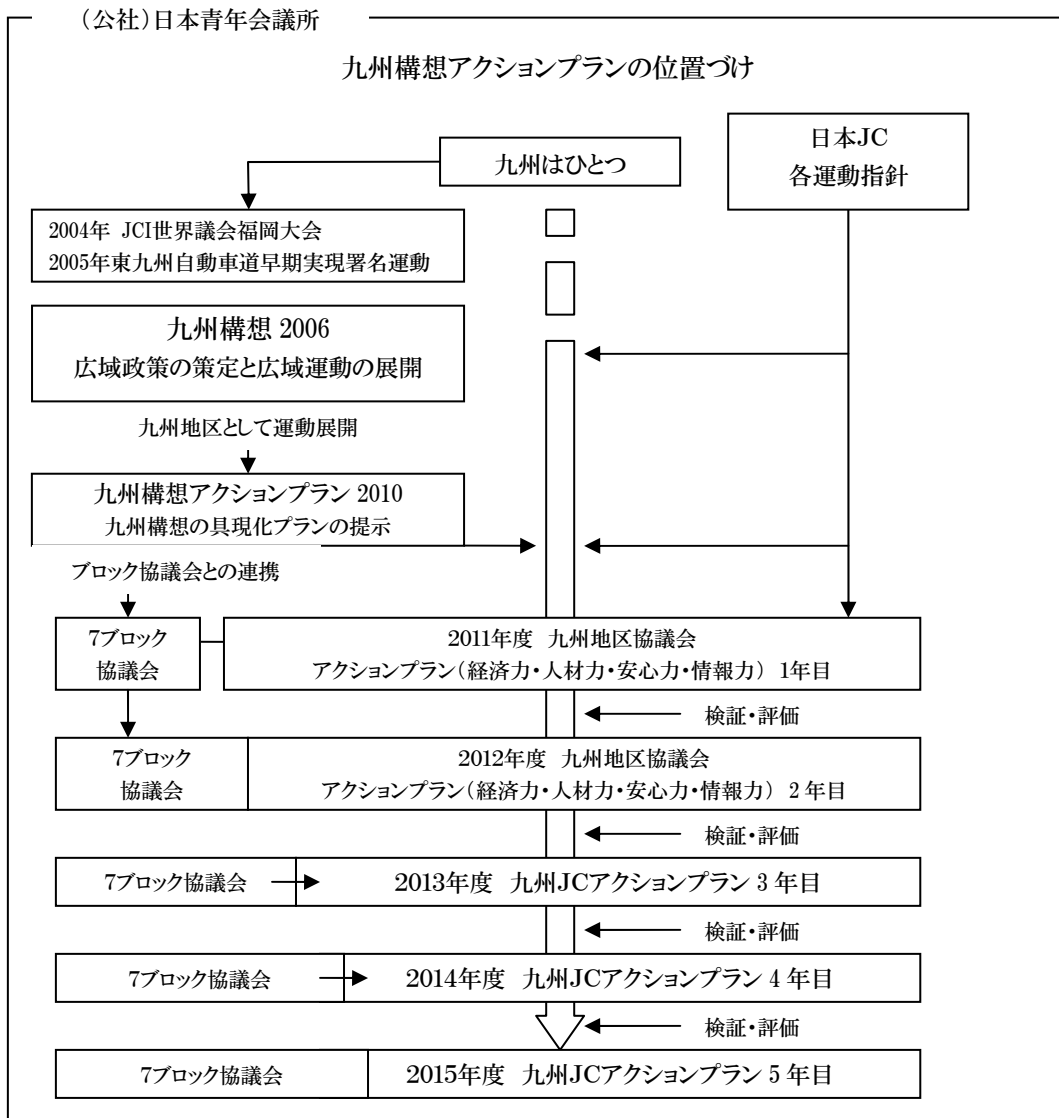 （公社）日本青年会議所
九州構想アクションプランの位置づけ
九州はひとつ
日本JC
各運動指針
2004年 JCI世界議会福岡大会
2005年東九州自動車道早期実現署名運動
九州構想 2006
広域政策の策定と広域運動の展開
九州地区として運動展開
九州構想アクションプラン 2010
九州構想の具現化プランの提示
ブロック協議会との連携
7ブロック
協議会
2011年度 九州地区協議会
アクションプラン（経済力・人材力・安心力・情報力） 1年目
検証・評価
7ブロック
協議会
2012年度 九州地区協議会
アクションプラン（経済力・人材力・安心力・情報力） 2 年目
検証・評価
7ブロック協議会
2013年度 九州JCアクションプラン 3 年目
検証・評価
7ブロック協議会
2014年度 九州JCアクションプラン 4 年目
検証・評価
7ブロック協議会
2015年度 九州JCアクションプラン 5 年目